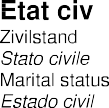 Etat civ
Zivilstand
Stato civile
Marital status
Estado civil